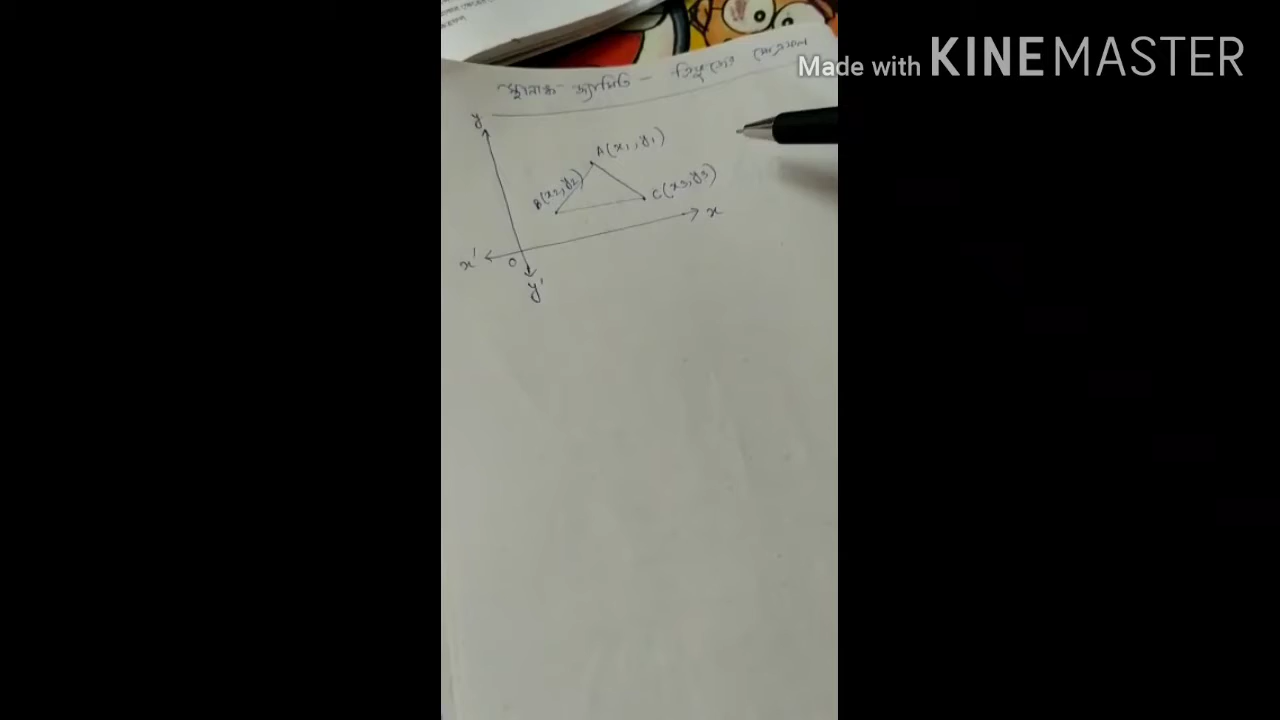 Made with KINEMASTER
স্থানাঙ্ক জ্যামিতি - ত্রিভুজের ক্ষেত্রফল
y
A(x1, y1)
B(x2, y2)
C(x3, y3)
x
x'
O
y'